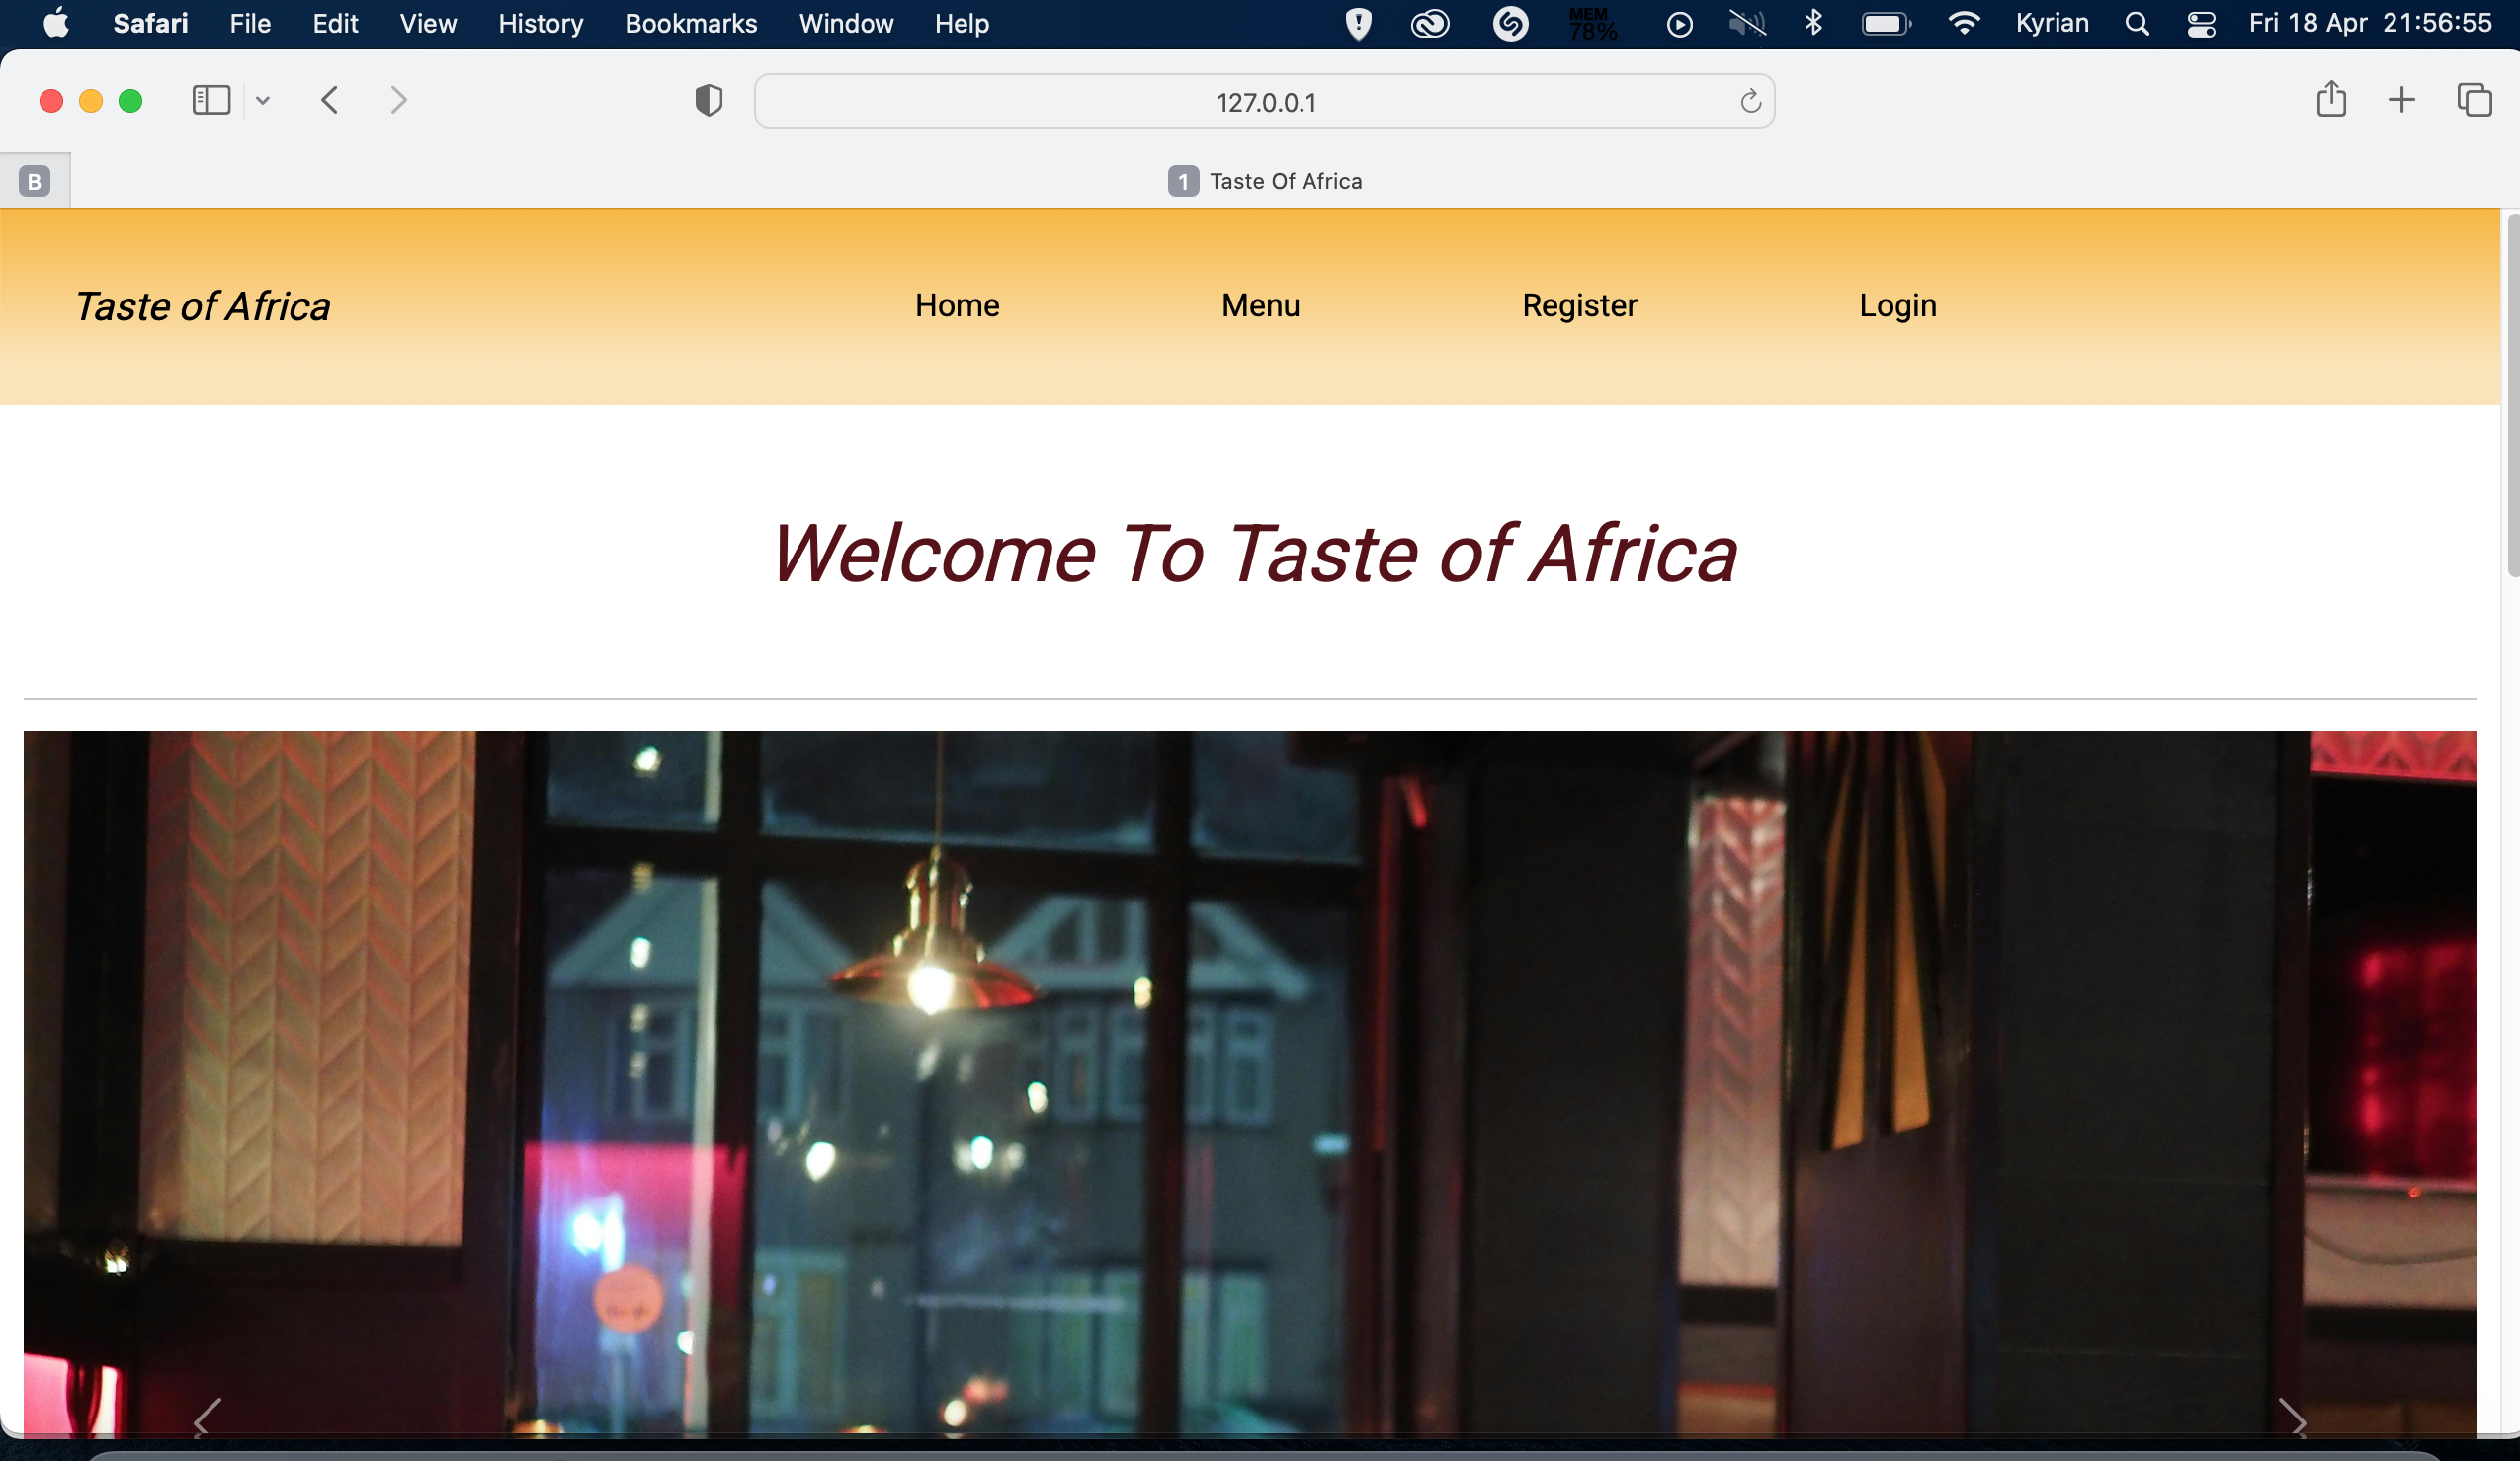 Safari File Edit View History Bookmarks Window Help MEM 78% Kyrian Fri 18 Apr 21:56:55
127.0.0.1
B 1 Taste Of Africa
Taste of Africa Home Menu Register Login
Welcome To Taste of Africa